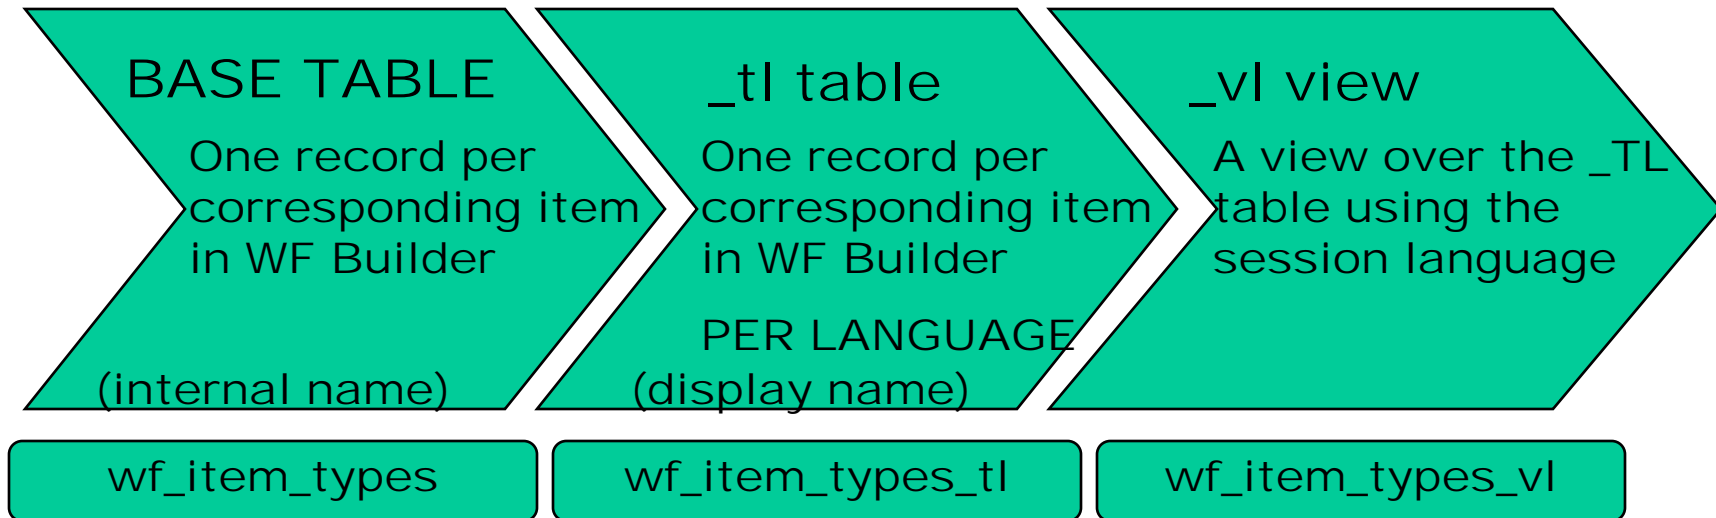 BASE TABLE
One record per
corresponding item
in WF Builder
(internal name)
_tl table
One record per
corresponding item
in WF Builder
PER LANGUAGE
(display name)
_vl view
A view over the _TL
table using the
session language
wf_item_types
wf_item_types_tl
wf_item_types_vl